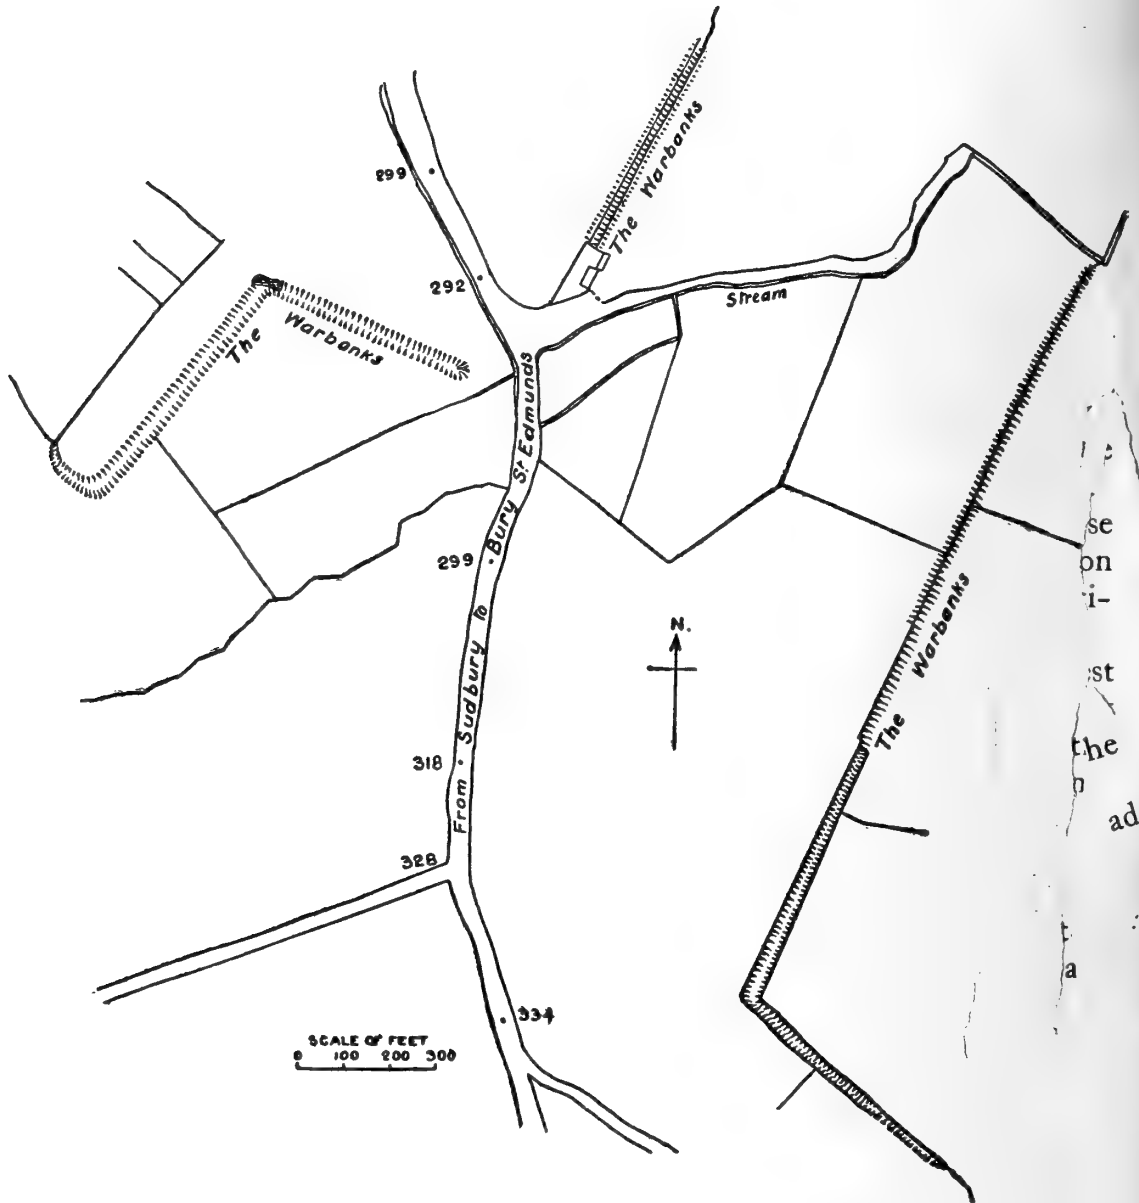 The Warbanks
299
292
Stream
The Warbanks
From Sudbury to Bury St Edmunds
299
N.
The Warbanks
318
328
334
SCALE OF FEET
0 100 200 300
se
on
i-
st
the
n
ad
t
a